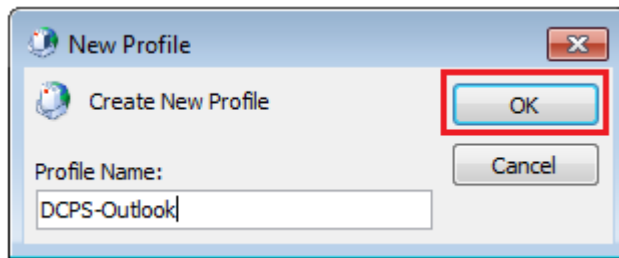 New Profile
Create New Profile
OK
Cancel
Profile Name:
DCPS-Outlook